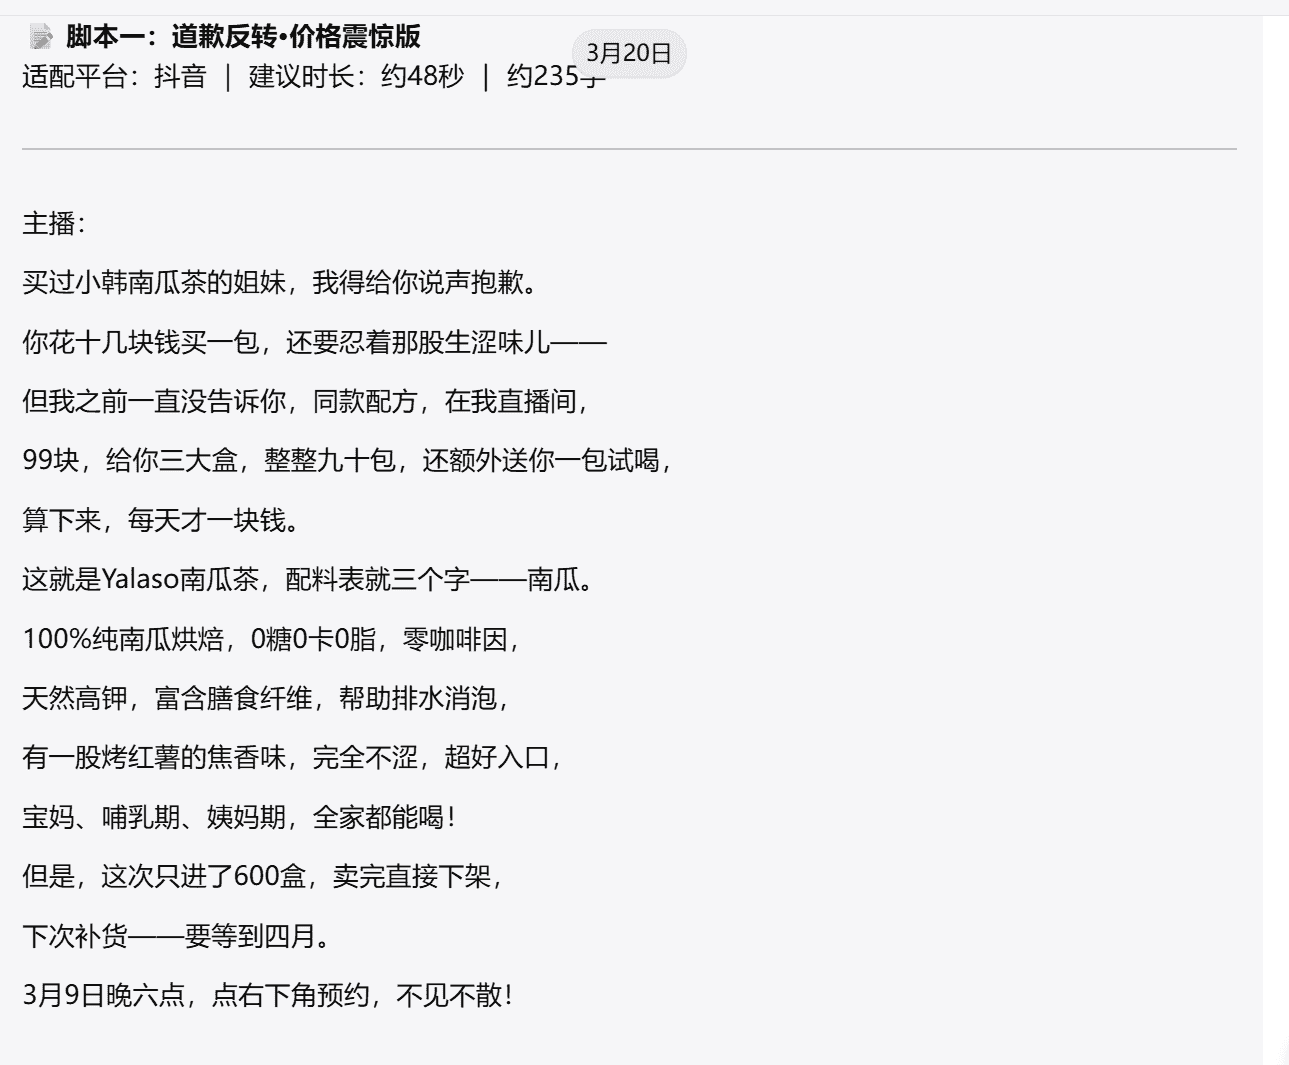 脚本一：道歉反转•价格震惊版
3月20日
适配平台：抖音 | 建议时长：约48秒 | 约235字
主播：
买过小韩南瓜茶的姐妹，我得给你说声抱歉。
你花十几块钱买一包，还要忍着那股生涩味儿——
但我之前一直没告诉你，同款配方，在我直播间，
99块，给你三大盒，整整九十包，还额外送你一包试喝，
算下来，每天才一块钱。
这就是Yalaso南瓜茶，配料表就三个字——南瓜。
100%纯南瓜烘焙，0糖0卡0脂，零咖啡因，
天然高钾，富含膳食纤维，帮助排水消泡，
有一股烤红薯的焦香味，完全不涩，超好入口，
宝妈、哺乳期、姨妈期，全家都能喝！
但是，这次只进了600盒，卖完直接下架，
下次补货——要等到四月。
3月9日晚六点，点右下角预约，不见不散！